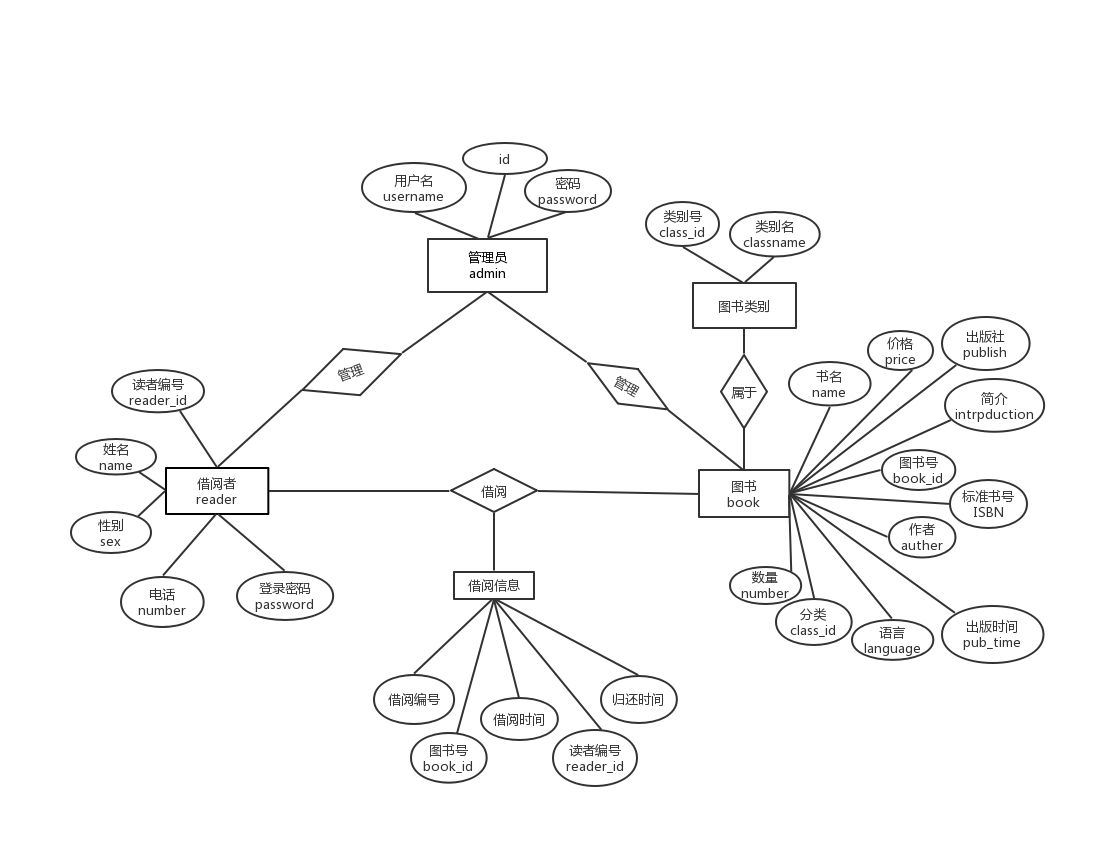 id
用户名
username
密码
password
类别号
class_id
类别名
classname
管理员
admin
图书类别
出版社
publish
价格
price
管理
管理
书名
name
属于
读者编号
reader_id
简介
intrpduction
姓名
name
图书号
book_id
借阅者
reader
借阅
图书
book
标准书号
ISBN
性别
sex
作者
auther
数量
number
借阅信息
电话
number
登录密码
password
分类
class_id
语言
language
出版时间
pub_time
借阅编号
借阅时间
归还时间
图书号
book_id
读者编号
reader_id